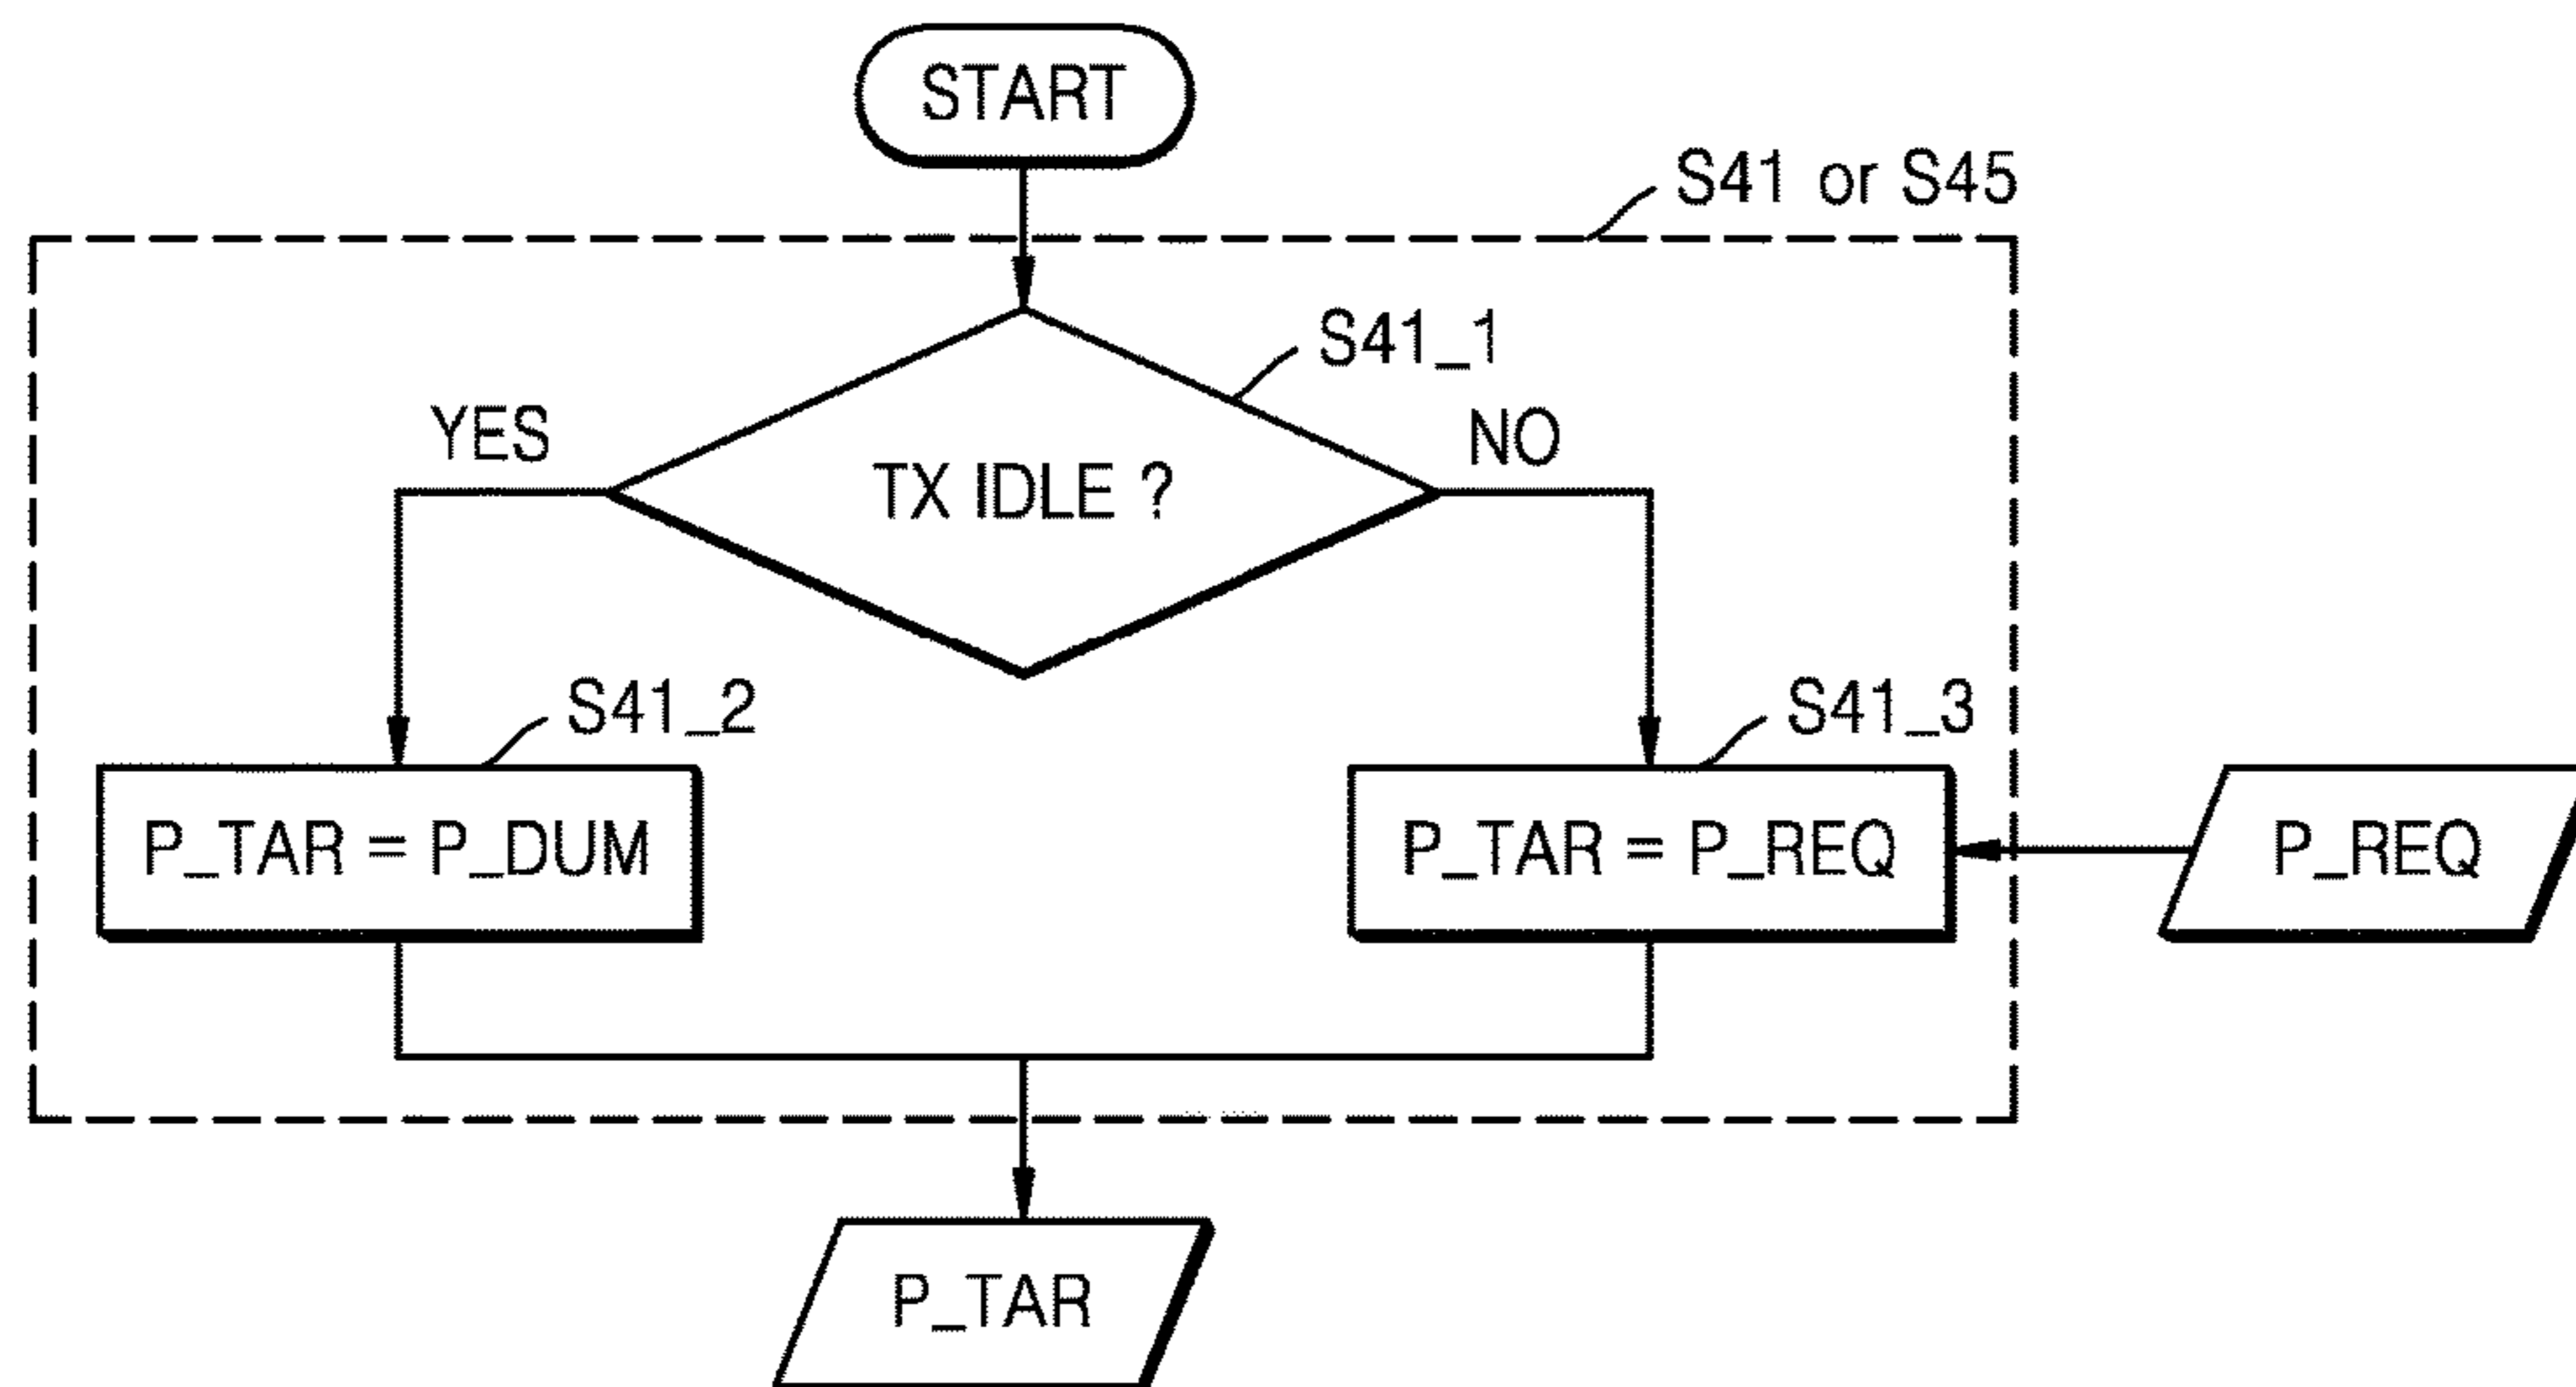 START
S41 or S45
S41_1
YES
NO
TX IDLE ?
S41_2
S41_3
P_TAR = P_DUM
P_TAR = P_REQ
P_REQ
P_TAR